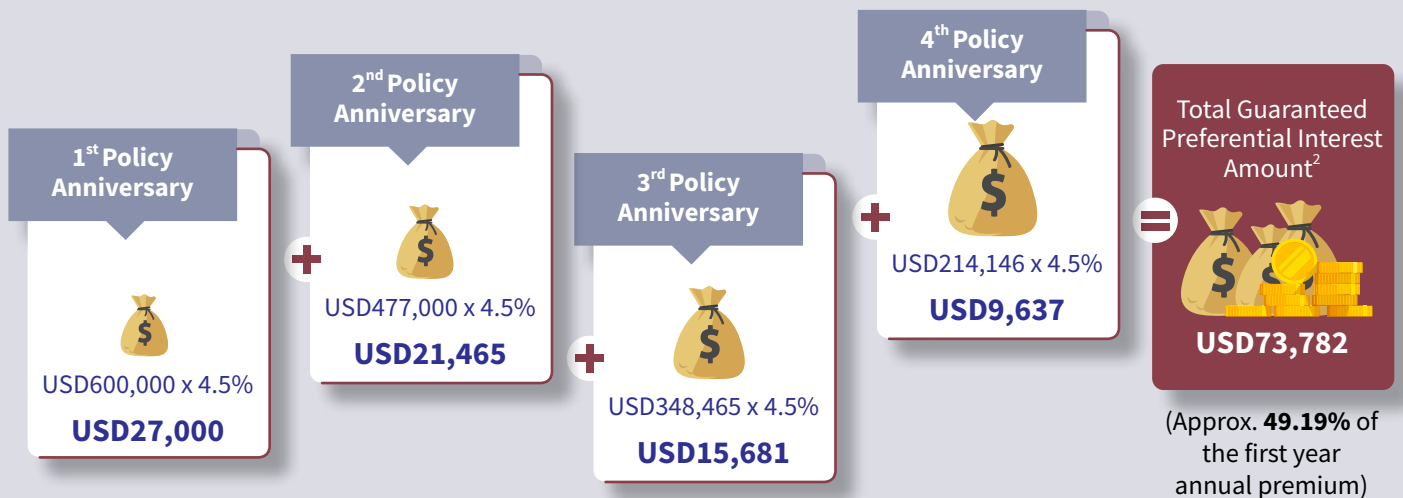 1st Policy
Anniversary
$
USD600,000 x 4.5%
USD27,000
+
2nd Policy
Anniversary
$
USD477,000 x 4.5%
USD21,465
+
3rd Policy
Anniversary
$
USD348,465 x 4.5%
USD15,681
+
4th Policy
Anniversary
$
USD214,146 x 4.5%
USD9,637
=
Total Guaranteed
Preferential Interest
Amount2
$ $
USD73,782
(Approx. 49.19% of
the first year
annual premium)